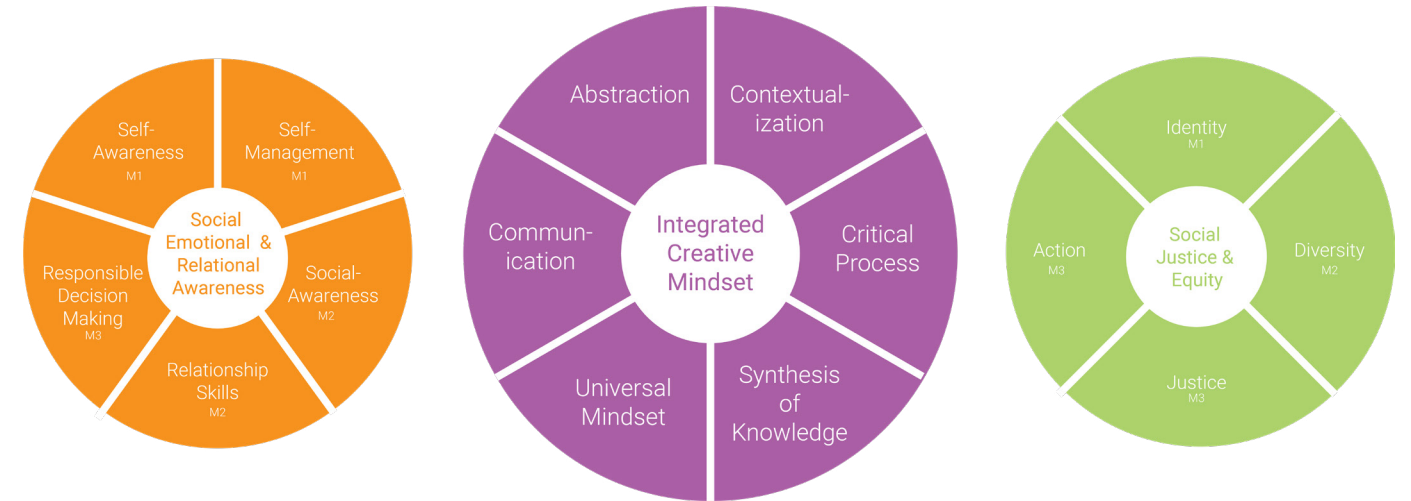 Self-
Awareness
M1
Self-
Management
M1
Social
Emotional &
Relational
Awareness
Responsible
Decision
Making
M3
Social-
Awareness
M2
Relationship
Skills
M2
Abstraction
Contextual-
ization
Commun-
ication
Integrated
Creative
Mindset
Critical
Process
Universal
Mindset
Synthesis
of
Knowledge
Identity
M1
Action
M3
Social
Justice &
Equity
Diversity
M2
Justice
M3